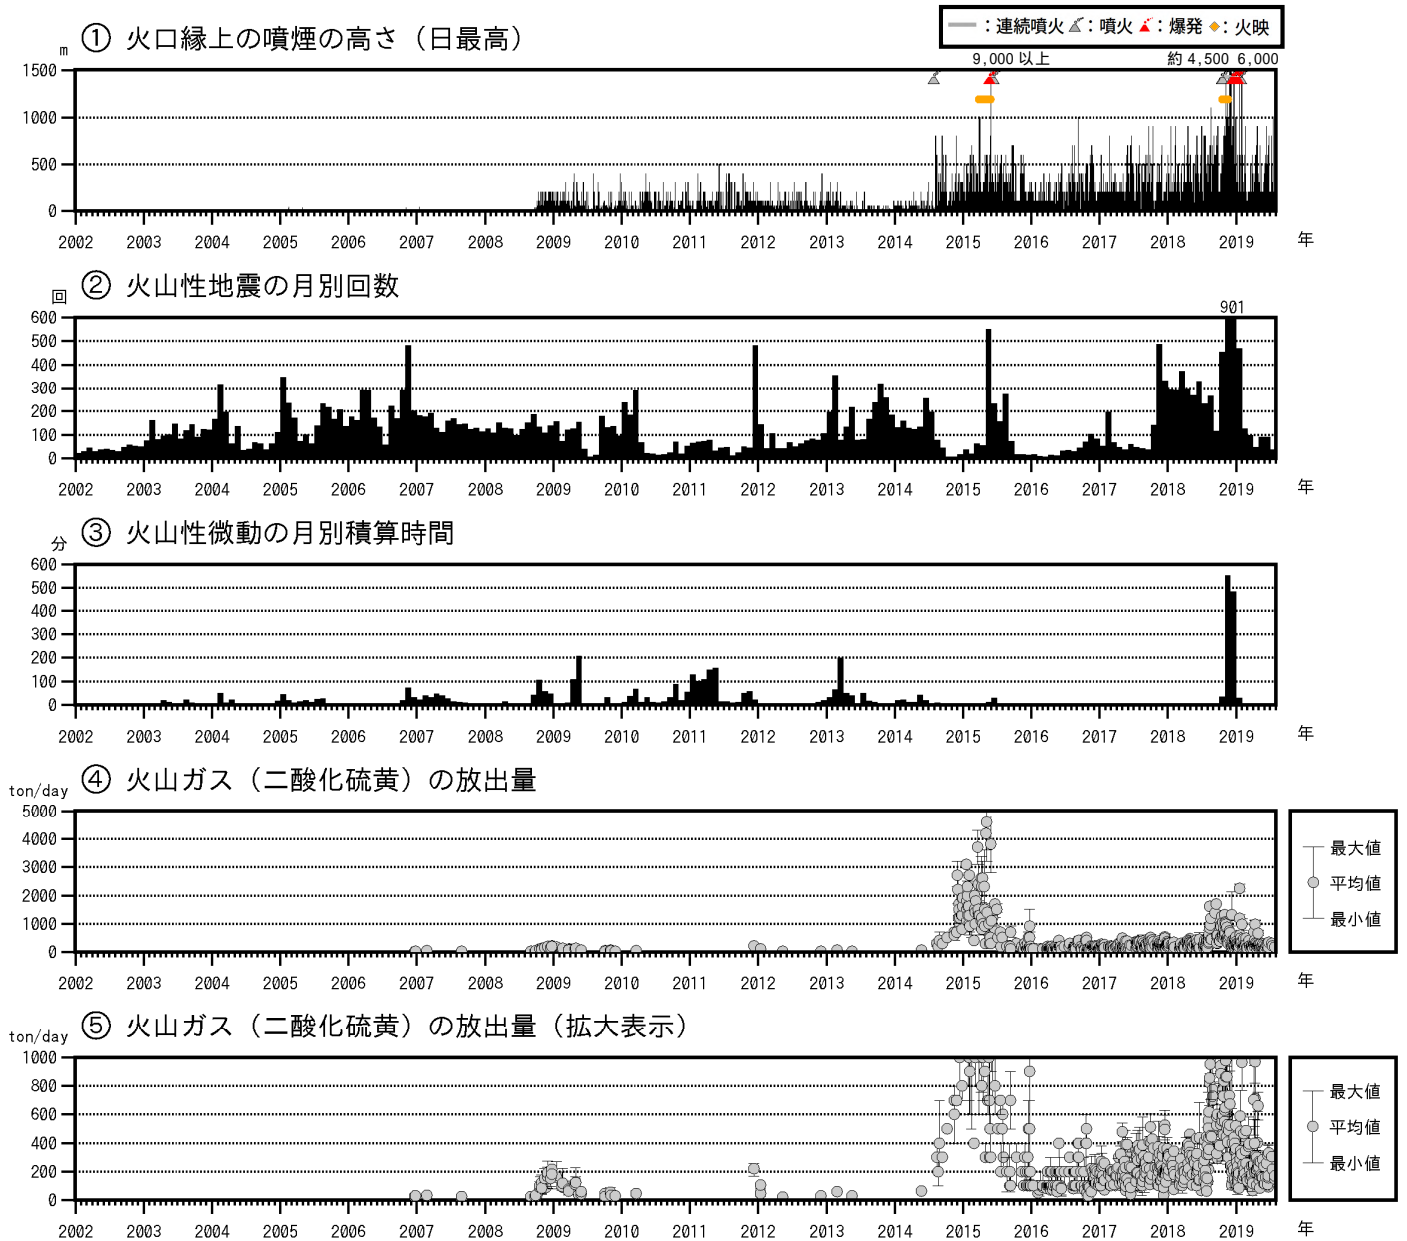 ━：連続噴火 ：噴火 ：爆発 ◆：火映
① 火口縁上の噴煙の高さ（日最高）
m
9,000 以上
約 4,500 6,000
1500
1000
500
0
2002 2003 2004 2005 2006 2007 2008 2009 2010 2011 2012 2013 2014 2015 2016 2017 2018 2019 年
② 火山性地震の月別回数
回
901
600
500
400
300
200
100
0
2002 2003 2004 2005 2006 2007 2008 2009 2010 2011 2012 2013 2014 2015 2016 2017 2018 2019 年
③ 火山性微動の月別積算時間
分
600
500
400
300
200
100
0
2002 2003 2004 2005 2006 2007 2008 2009 2010 2011 2012 2013 2014 2015 2016 2017 2018 2019 年
④ 火山ガス（二酸化硫黄）の放出量
ton/day
5000
4000
3000
2000
1000
0
最大値
平均値
最小値
2002 2003 2004 2005 2006 2007 2008 2009 2010 2011 2012 2013 2014 2015 2016 2017 2018 2019 年
⑤ 火山ガス（二酸化硫黄）の放出量（拡大表示）
ton/day
1000
800
600
400
200
0
最大値
平均値
最小値
2002 2003 2004 2005 2006 2007 2008 2009 2010 2011 2012 2013 2014 2015 2016 2017 2018 2019 年